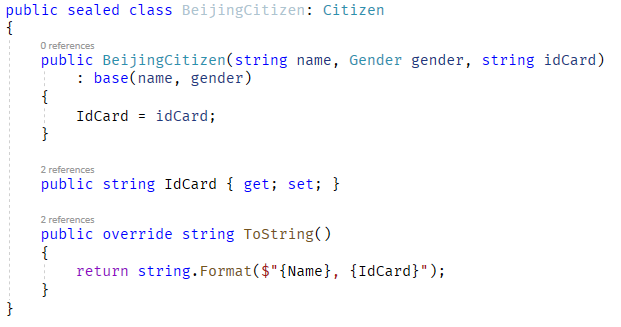 public sealed class BeijingCitizen: Citizen
{
0 references
public BeijingCitizen(string name, Gender gender, string idCard)
: base(name, gender)
{
IdCard = idCard;
}
2 references
public string IdCard { get; set; }
2 references
public override string ToString()
{
return string.Format($"{Name}, {IdCard}");
}
}